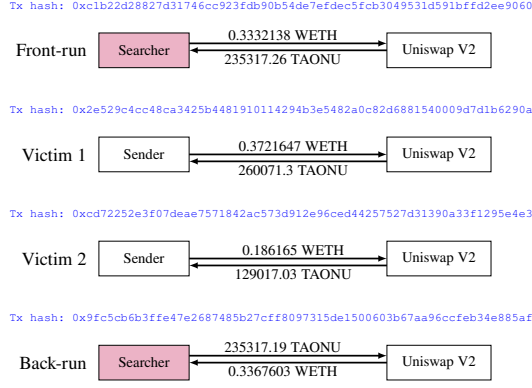 Tx hash: 0xc1b22d28827d31746cc923fdb90b54de7efdec5fcb3049531d591bffd2ee9060
0.3332138 WETH
Front-run Searcher Uniswap V2
235317.26 TAONU
Tx hash: 0x2e529c4cc48ca3425b4481910114294b3e5482a0c82d6881540009d7d1b6290a
0.3721647 WETH
Victim 1 Sender Uniswap V2
260071.3 TAONU
Tx hash: 0xcd72252e3f07deae7571842ac573d912e96ced44257527d31390a33f1295e4e3
0.186165 WETH
Victim 2 Sender Uniswap V2
129017.03 TAONU
Tx hash: 0x9fc5cb6b3ffe47e2687485b27cff8097315de1500603b67aa96ccfeb34e885af
235317.19 TAONU
Back-run Searcher Uniswap V2
0.3367603 WETH